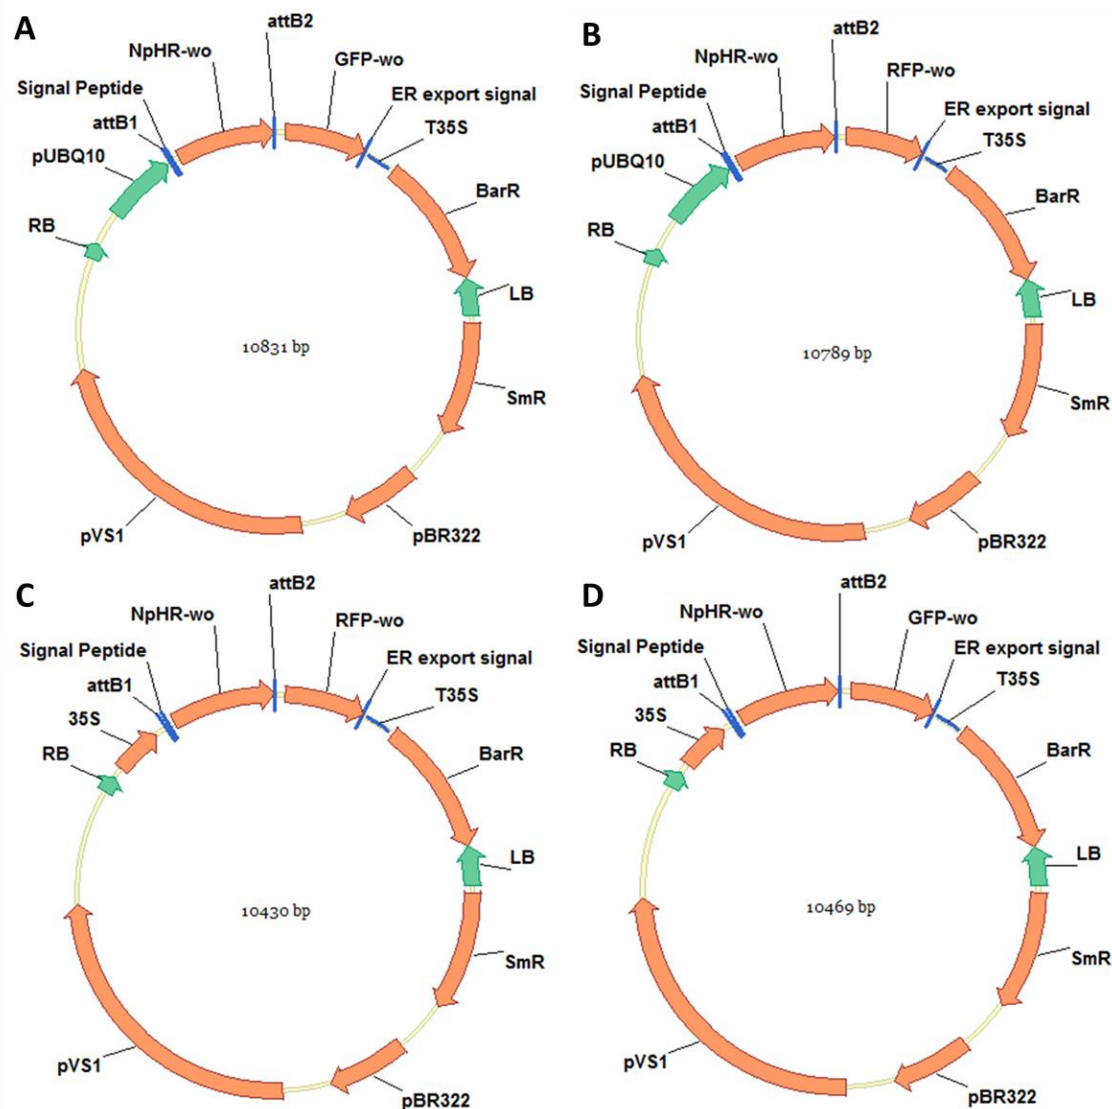 A
attB2
NpHR-wo
GFP-wo
Signal Peptide
ER export signal
attB1
T35S
pUBQ10
BarR
RB
LB
10831 bp
SmR
pVS1
pBR322
B
attB2
NpHR-wo
RFP-wo
Signal Peptide
ER export signal
attB1
T35S
pUBQ10
BarR
RB
LB
10789 bp
SmR
pVS1
pBR322
C
attB2
NpHR-wo
RFP-wo
Signal Peptide
ER export signal
attB1
T35S
35S
BarR
RB
LB
10430 bp
SmR
pVS1
pBR322
D
attB2
NpHR-wo
GFP-wo
Signal Peptide
ER export signal
attB1
T35S
35S
BarR
RB
LB
10469 bp
SmR
pVS1
pBR322